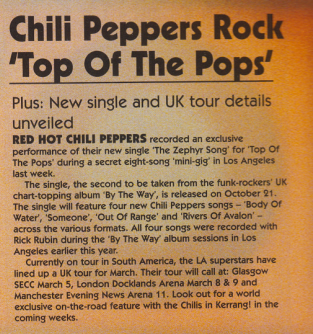 Chili Peppers Rock
'Top Of The Pops'
Plus: New single and UK tour details
unveiled
RED HOT CHILI PEPPERS recorded an exclusive
performance of their new single 'The Zephyr Song' for 'Top Of
The Pops' during a secret eight-song 'mini-gig' in Los Angeles
last week.
The single, the second to be taken from the funk-rockers' UK
chart-topping album 'By The Way', is released on October 21.
The single will feature four new Chili Peppers songs – 'Body Of
Water', 'Someone', 'Out Of Range' and 'Rivers Of Avalon' –
across the various formats. All four songs were recorded with
Rick Rubin during the 'By The Way' album sessions in Los
Angeles earlier this year.
Currently on tour in South America, the LA superstars have
lined up a UK tour for March. Their tour will call at: Glasgow
SECC March 5, London Docklands Arena March 8 & 9 and
Manchester Evening News Arena 11. Look out for a world
exclusive on-the-road feature with the Chilis in Kerrang! in the
coming weeks.